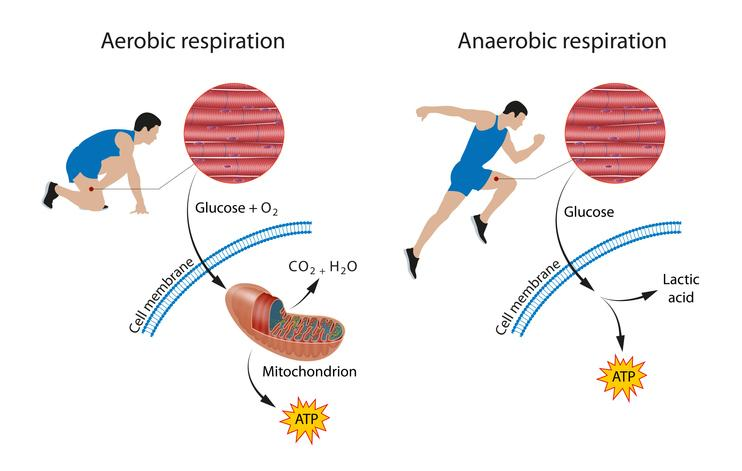 Aerobic respiration
Glucose + O₂
Cell membrane
CO₂ + H₂O
Mitochondrion
ATP
Anaerobic respiration
Glucose
Cell membrane
Lactic
acid
ATP